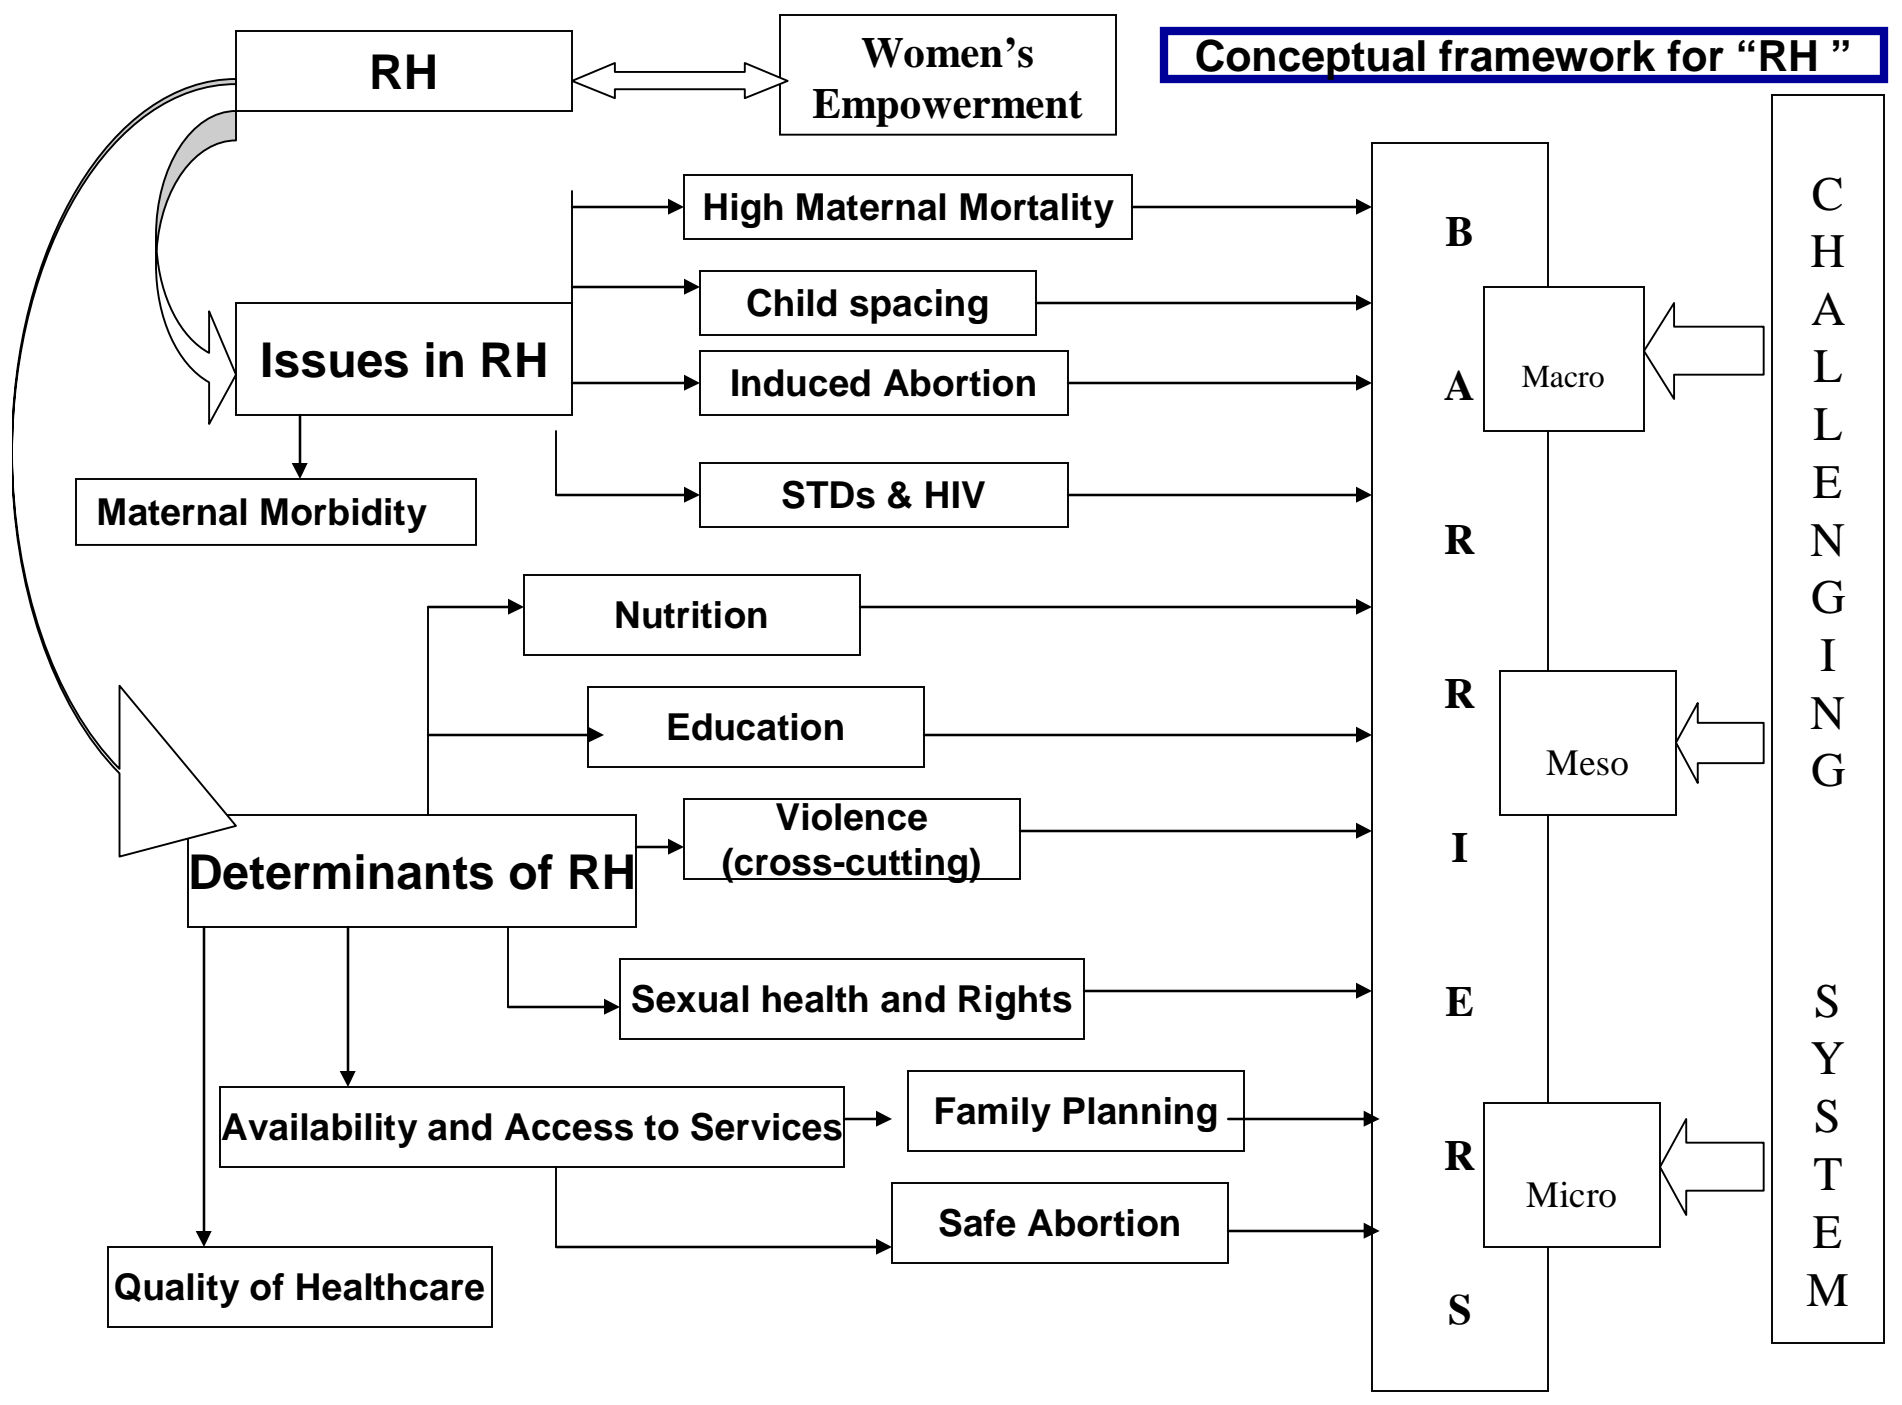 RH
Women’s
Empowerment
Conceptual framework for “RH ”
High Maternal Mortality
Child spacing
Issues in RH
Induced Abortion
STDs & HIV
Maternal Morbidity
Nutrition
Education
Violence
(cross-cutting)
Determinants of RH
Sexual health and Rights
Availability and Access to Services
Family Planning
Safe Abortion
Quality of Healthcare
B
A
R
R
I
E
R
S
Macro
Meso
Micro
C
H
A
L
L
E
N
G
I
N
G
S
Y
S
T
E
M